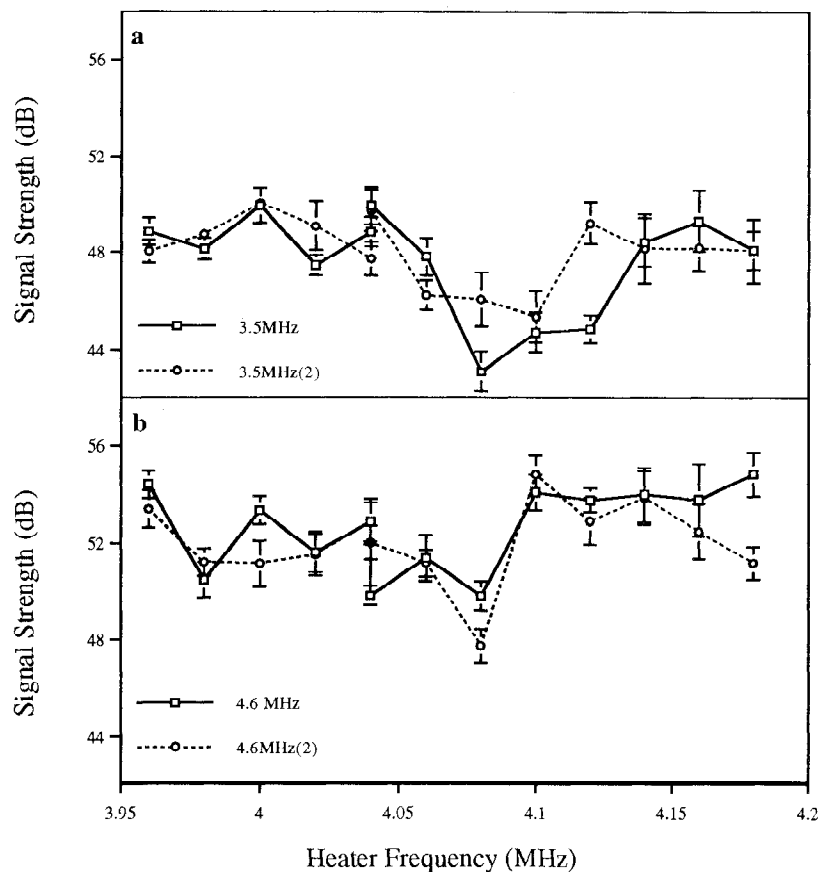 a
56
52
48
44
Signal Strength (dB)
3.5MHz
3.5MHz(2)
b
56
52
48
44
Signal Strength (dB)
4.6 MHz
4.6MHz(2)
3.95 4 4.05 4.1 4.15 4.2
Heater Frequency (MHz)